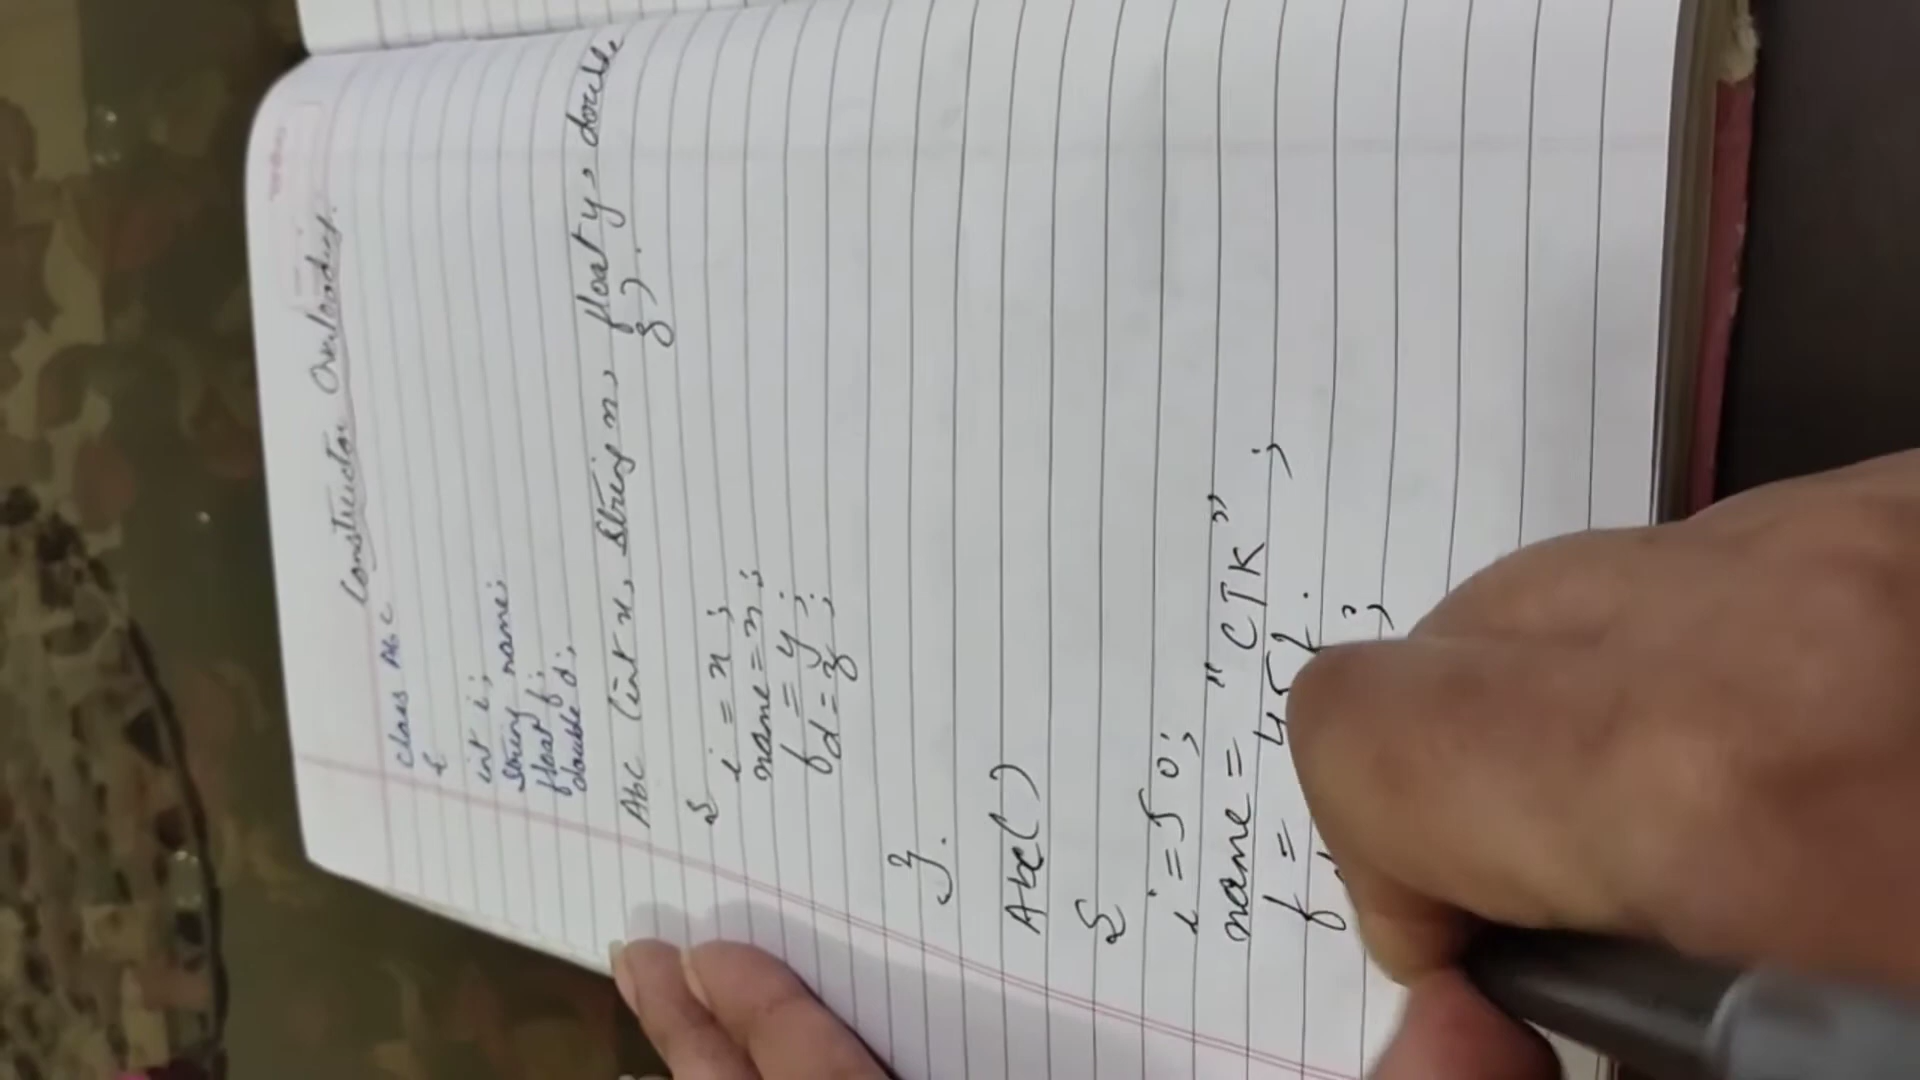 Constructor Overloading.
class Abc
{
int i;
String name;
float f;
double d;
Abc (int x, String n, float y, double
z)
{
i = x;
name = n;
f = y;
d = z;
}.
Abc()
{
i = 50;
name = "CTK";
f = 45f.
;